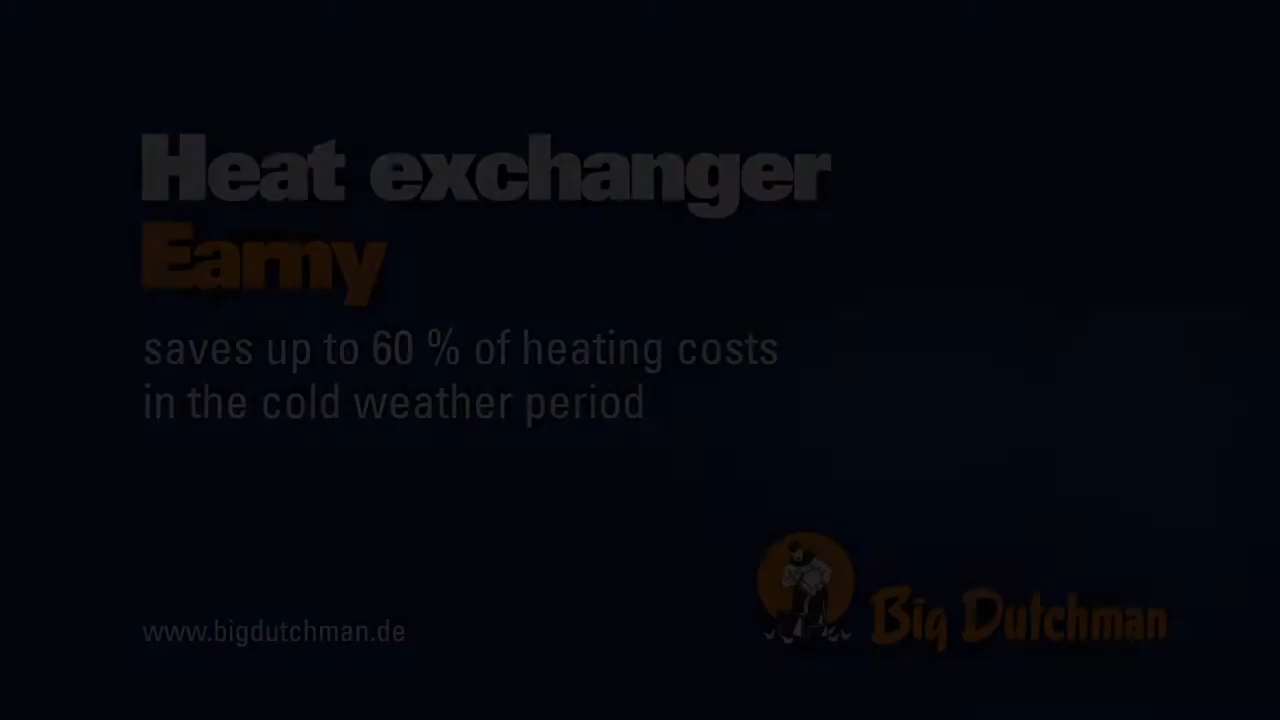 Heat exchanger
Earny
saves up to 60 % of heating costs
in the cold weather period
www.bigdutchman.de
Big Dutchman